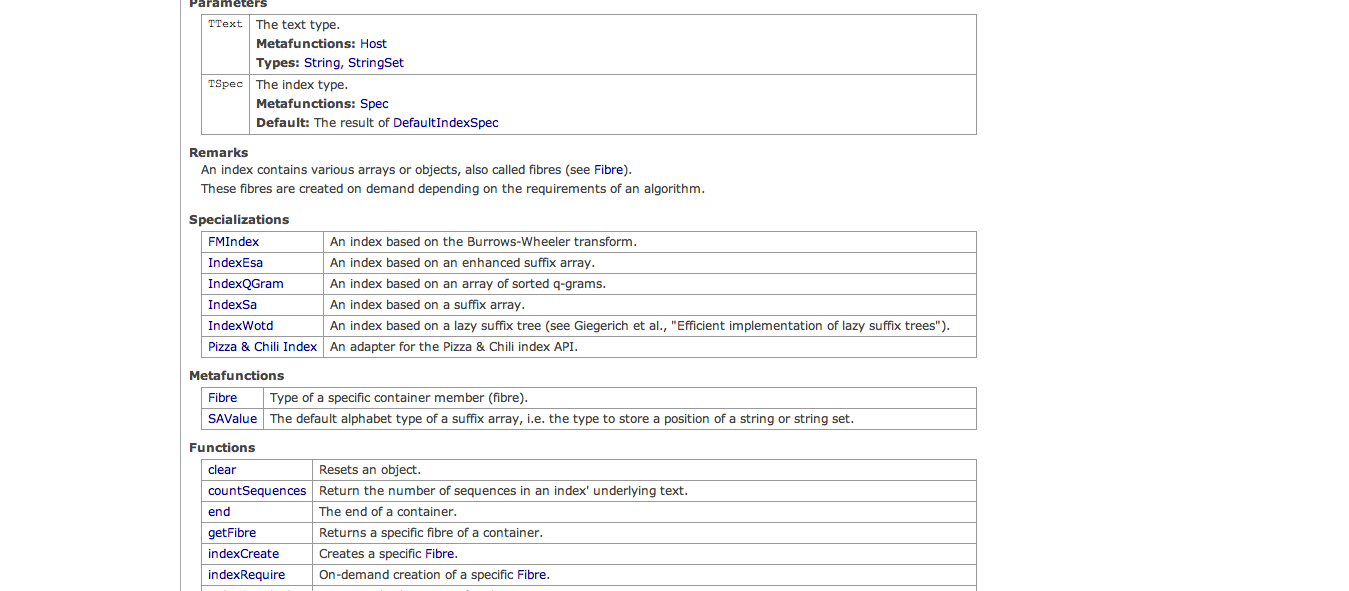 Parameters
TText The text type.
Metafunctions: Host
Types: String, StringSet
TSpec The index type.
Metafunctions: Spec
Default: The result of DefaultIndexSpec
Remarks
An index contains various arrays or objects, also called fibres (see Fibre).
These fibres are created on demand depending on the requirements of an algorithm.
Specializations
FMIndex An index based on the Burrows-Wheeler transform.
IndexEsa An index based on an enhanced suffix array.
IndexQGram An index based on an array of sorted q-grams.
IndexSa An index based on a suffix array.
IndexWotd An index based on a lazy suffix tree (see Giegerich et al., "Efficient implementation of lazy suffix trees").
Pizza & Chili Index An adapter for the Pizza & Chili index API.
Metafunctions
Fibre Type of a specific container member (fibre).
SAValue The default alphabet type of a suffix array, i.e. the type to store a position of a string or string set.
Functions
clear Resets an object.
countSequences Return the number of sequences in an index' underlying text.
end The end of a container.
getFibre Returns a specific fibre of a container.
indexCreate Creates a specific Fibre.
indexRequire On-demand creation of a specific Fibre.